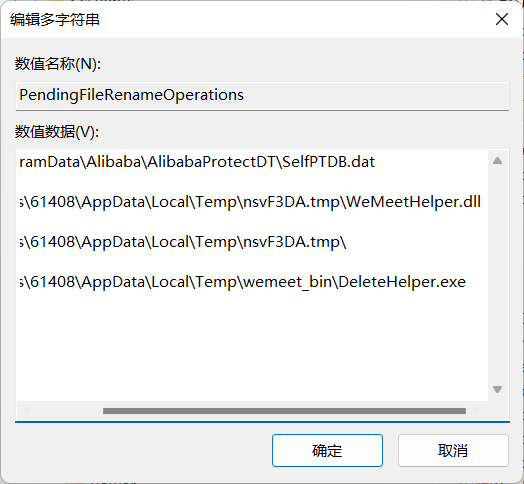 编辑多字符串
数值名称(N):
PendingFileRenameOperations
数值数据(V):
ramData\Alibaba\AlibabaProtectDT\SelfPTDB.dat
s\61408\AppData\Local\Temp\nsvF3DA.tmp\WeMeetHelper.dll
s\61408\AppData\Local\Temp\nsvF3DA.tmp\
s\61408\AppData\Local\Temp\wemeet_bin\DeleteHelper.exe
确定
取消